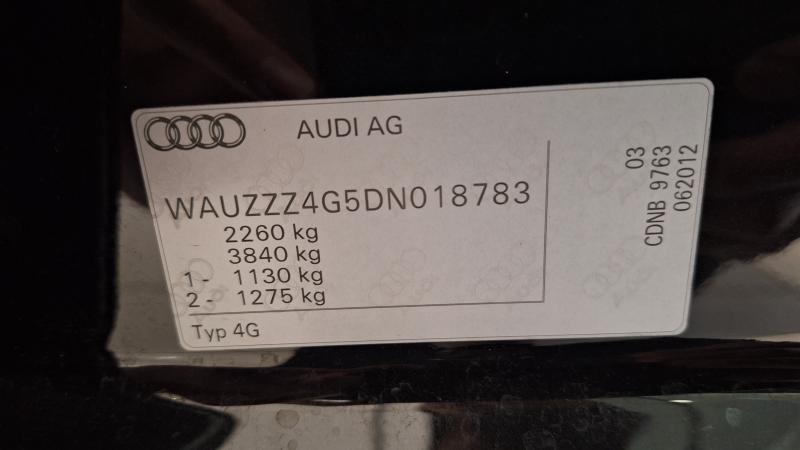 AUDI AG
WAUZZZ4G5DN018783
2260 kg
3840 kg
1- 1130 kg
2- 1275 kg
Typ 4G
03
CDNB 9763
062012